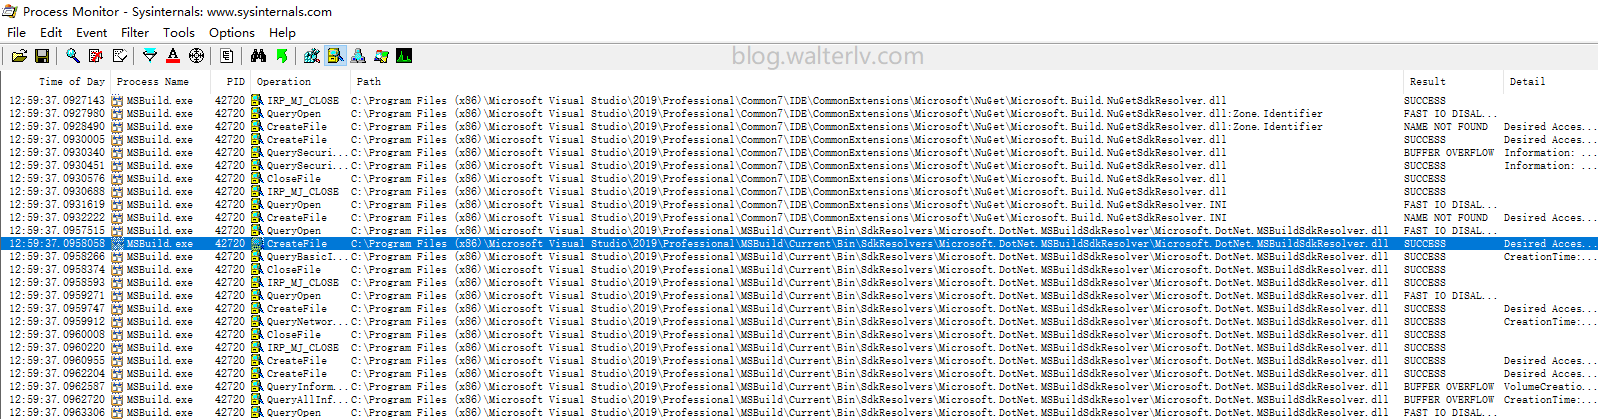 Process Monitor - Sysinternals: www.sysinternals.com
File Edit Event Filter Tools Options Help
blog.walterlv.com
Time of Day Process Name PID Operation Path Result Detail
12:59:37.0927143 MSBuild.exe 42720 IRP_MJ_CLOSE C:\Program Files (x86)\Microsoft Visual Studio\2019\Professional\Common7\IDE\CommonExtensions\Microsoft\NuGet\Microsoft.Build.NuGetSdkResolver.dll SUCCESS
12:59:37.0927980 MSBuild.exe 42720 QueryOpen C:\Program Files (x86)\Microsoft Visual Studio\2019\Professional\Common7\IDE\CommonExtensions\Microsoft\NuGet\Microsoft.Build.NuGetSdkResolver.dll:Zone.Identifier FAST IO DISAL...
12:59:37.0928490 MSBuild.exe 42720 CreateFile C:\Program Files (x86)\Microsoft Visual Studio\2019\Professional\Common7\IDE\CommonExtensions\Microsoft\NuGet\Microsoft.Build.NuGetSdkResolver.dll:Zone.Identifier NAME NOT FOUND Desired Acces...
12:59:37.0930005 MSBuild.exe 42720 CreateFile C:\Program Files (x86)\Microsoft Visual Studio\2019\Professional\Common7\IDE\CommonExtensions\Microsoft\NuGet\Microsoft.Build.NuGetSdkResolver.dll SUCCESS Desired Acces...
12:59:37.0930340 MSBuild.exe 42720 QuerySecuri... C:\Program Files (x86)\Microsoft Visual Studio\2019\Professional\Common7\IDE\CommonExtensions\Microsoft\NuGet\Microsoft.Build.NuGetSdkResolver.dll BUFFER OVERFLOW Information: ...
12:59:37.0930451 MSBuild.exe 42720 QuerySecuri... C:\Program Files (x86)\Microsoft Visual Studio\2019\Professional\Common7\IDE\CommonExtensions\Microsoft\NuGet\Microsoft.Build.NuGetSdkResolver.dll SUCCESS Information: ...
12:59:37.0930576 MSBuild.exe 42720 CloseFile C:\Program Files (x86)\Microsoft Visual Studio\2019\Professional\Common7\IDE\CommonExtensions\Microsoft\NuGet\Microsoft.Build.NuGetSdkResolver.dll SUCCESS
12:59:37.0930688 MSBuild.exe 42720 IRP_MJ_CLOSE C:\Program Files (x86)\Microsoft Visual Studio\2019\Professional\Common7\IDE\CommonExtensions\Microsoft\NuGet\Microsoft.Build.NuGetSdkResolver.dll SUCCESS
12:59:37.0931619 MSBuild.exe 42720 QueryOpen C:\Program Files (x86)\Microsoft Visual Studio\2019\Professional\Common7\IDE\CommonExtensions\Microsoft\NuGet\Microsoft.Build.NuGetSdkResolver.INI FAST IO DISAL...
12:59:37.0932222 MSBuild.exe 42720 CreateFile C:\Program Files (x86)\Microsoft Visual Studio\2019\Professional\Common7\IDE\CommonExtensions\Microsoft\NuGet\Microsoft.Build.NuGetSdkResolver.INI NAME NOT FOUND Desired Acces...
12:59:37.0957515 MSBuild.exe 42720 QueryOpen C:\Program Files (x86)\Microsoft Visual Studio\2019\Professional\MSBuild\Current\Bin\SdkResolvers\Microsoft.DotNet.MSBuildSdkResolver\Microsoft.DotNet.MSBuildSdkResolver.dll FAST IO DISAL...
12:59:37.0958058 MSBuild.exe 42720 CreateFile C:\Program Files (x86)\Microsoft Visual Studio\2019\Professional\MSBuild\Current\Bin\SdkResolvers\Microsoft.DotNet.MSBuildSdkResolver\Microsoft.DotNet.MSBuildSdkResolver.dll SUCCESS Desired Acces...
12:59:37.0958266 MSBuild.exe 42720 QueryBasicI... C:\Program Files (x86)\Microsoft Visual Studio\2019\Professional\MSBuild\Current\Bin\SdkResolvers\Microsoft.DotNet.MSBuildSdkResolver\Microsoft.DotNet.MSBuildSdkResolver.dll SUCCESS CreationTime:...
12:59:37.0958374 MSBuild.exe 42720 CloseFile C:\Program Files (x86)\Microsoft Visual Studio\2019\Professional\MSBuild\Current\Bin\SdkResolvers\Microsoft.DotNet.MSBuildSdkResolver\Microsoft.DotNet.MSBuildSdkResolver.dll SUCCESS
12:59:37.0958593 MSBuild.exe 42720 IRP_MJ_CLOSE C:\Program Files (x86)\Microsoft Visual Studio\2019\Professional\MSBuild\Current\Bin\SdkResolvers\Microsoft.DotNet.MSBuildSdkResolver\Microsoft.DotNet.MSBuildSdkResolver.dll SUCCESS
12:59:37.0959271 MSBuild.exe 42720 QueryOpen C:\Program Files (x86)\Microsoft Visual Studio\2019\Professional\MSBuild\Current\Bin\SdkResolvers\Microsoft.DotNet.MSBuildSdkResolver\Microsoft.DotNet.MSBuildSdkResolver.dll FAST IO DISAL...
12:59:37.0959747 MSBuild.exe 42720 CreateFile C:\Program Files (x86)\Microsoft Visual Studio\2019\Professional\MSBuild\Current\Bin\SdkResolvers\Microsoft.DotNet.MSBuildSdkResolver\Microsoft.DotNet.MSBuildSdkResolver.dll SUCCESS Desired Acces...
12:59:37.0959912 MSBuild.exe 42720 QueryNetwor... C:\Program Files (x86)\Microsoft Visual Studio\2019\Professional\MSBuild\Current\Bin\SdkResolvers\Microsoft.DotNet.MSBuildSdkResolver\Microsoft.DotNet.MSBuildSdkResolver.dll SUCCESS CreationTime:...
12:59:37.0960008 MSBuild.exe 42720 CloseFile C:\Program Files (x86)\Microsoft Visual Studio\2019\Professional\MSBuild\Current\Bin\SdkResolvers\Microsoft.DotNet.MSBuildSdkResolver\Microsoft.DotNet.MSBuildSdkResolver.dll SUCCESS
12:59:37.0960220 MSBuild.exe 42720 IRP_MJ_CLOSE C:\Program Files (x86)\Microsoft Visual Studio\2019\Professional\MSBuild\Current\Bin\SdkResolvers\Microsoft.DotNet.MSBuildSdkResolver\Microsoft.DotNet.MSBuildSdkResolver.dll SUCCESS
12:59:37.0960955 MSBuild.exe 42720 CreateFile C:\Program Files (x86)\Microsoft Visual Studio\2019\Professional\MSBuild\Current\Bin\SdkResolvers\Microsoft.DotNet.MSBuildSdkResolver\Microsoft.DotNet.MSBuildSdkResolver.dll SUCCESS Desired Acces...
12:59:37.0962204 MSBuild.exe 42720 CreateFile C:\Program Files (x86)\Microsoft Visual Studio\2019\Professional\MSBuild\Current\Bin\SdkResolvers\Microsoft.DotNet.MSBuildSdkResolver\Microsoft.DotNet.MSBuildSdkResolver.dll SUCCESS Desired Acces...
12:59:37.0962587 MSBuild.exe 42720 QueryInform... C:\Program Files (x86)\Microsoft Visual Studio\2019\Professional\MSBuild\Current\Bin\SdkResolvers\Microsoft.DotNet.MSBuildSdkResolver\Microsoft.DotNet.MSBuildSdkResolver.dll BUFFER OVERFLOW VolumeCreatio...
12:59:37.0962720 MSBuild.exe 42720 QueryAllInf... C:\Program Files (x86)\Microsoft Visual Studio\2019\Professional\MSBuild\Current\Bin\SdkResolvers\Microsoft.DotNet.MSBuildSdkResolver\Microsoft.DotNet.MSBuildSdkResolver.dll BUFFER OVERFLOW CreationTime:...
12:59:37.0963306 MSBuild.exe 42720 QueryOpen C:\Program Files (x86)\Microsoft Visual Studio\2019\Professional\MSBuild\Current\Bin\SdkResolvers\Microsoft.DotNet.MSBuildSdkResolver\Microsoft.DotNet.MSBuildSdkResolver.dll FAST IO DISAL...